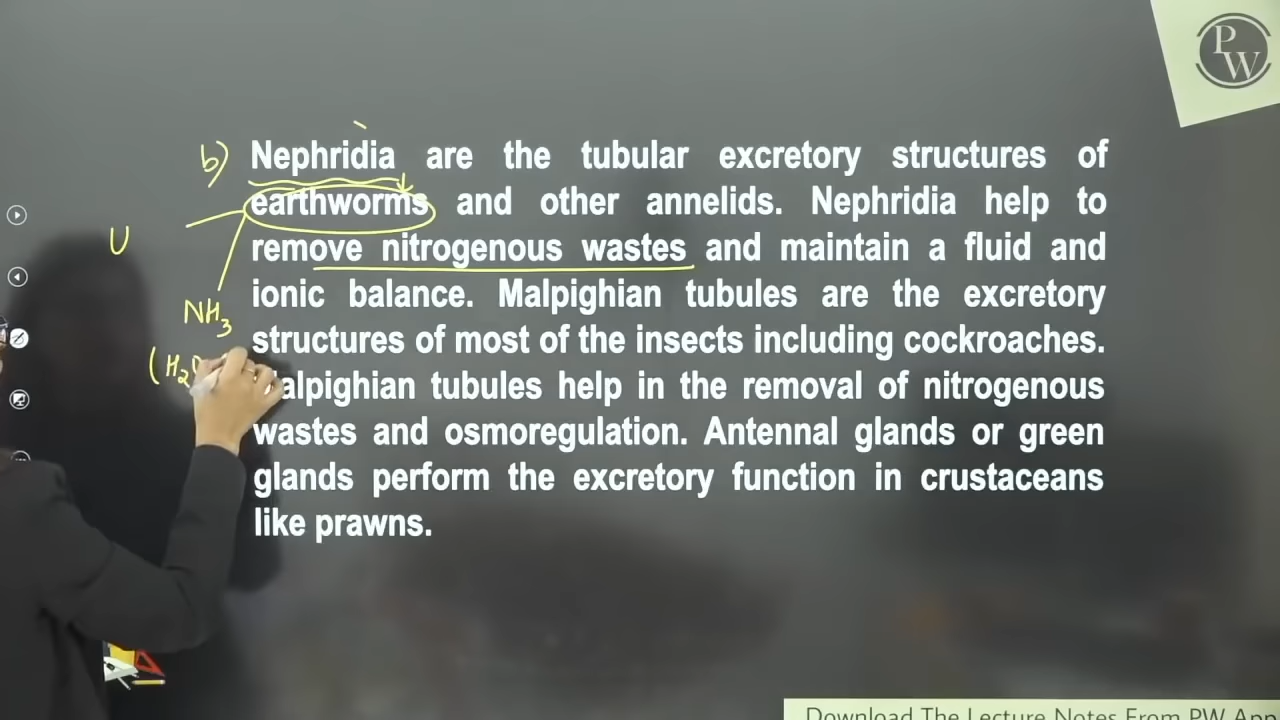 P
W
b) Nephridia are the tubular excretory structures of
earthworms and other annelids. Nephridia help to
remove nitrogenous wastes and maintain a fluid and
U
ionic balance. Malpighian tubules are the excretory
NH3
structures of most of the insects including cockroaches.
(H2
alpighian tubules help in the removal of nitrogenous
wastes and osmoregulation. Antennal glands or green
glands perform the excretory function in crustaceans
like prawns.
Download The Lecture Notes From PW App